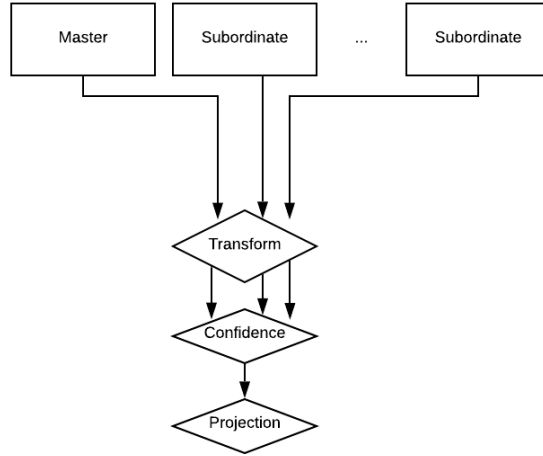 Master
Subordinate
...
Subordinate
Transform
Confidence
Projection